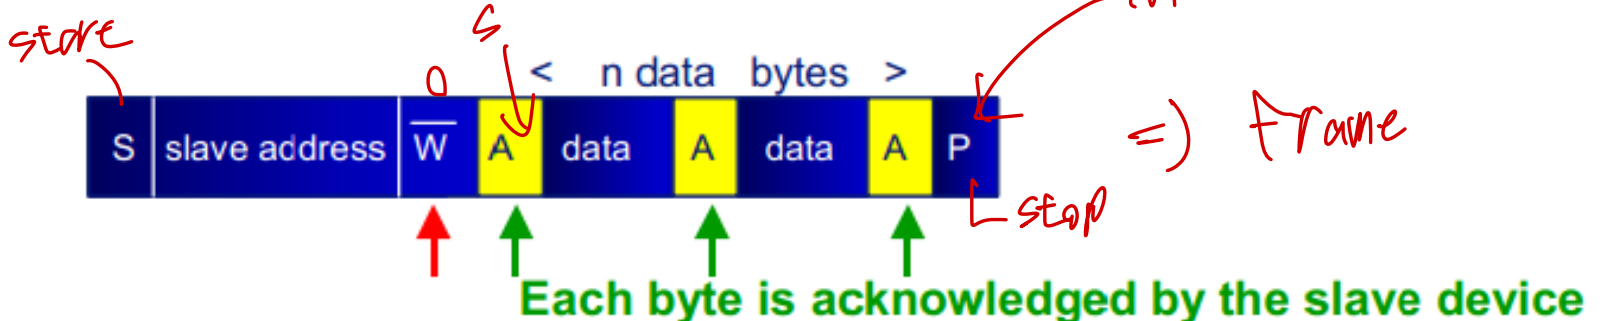 start
S
0
< n data bytes >
S slave address W̅ A data A data A P
=) frame
stop
Each byte is acknowledged by the slave device